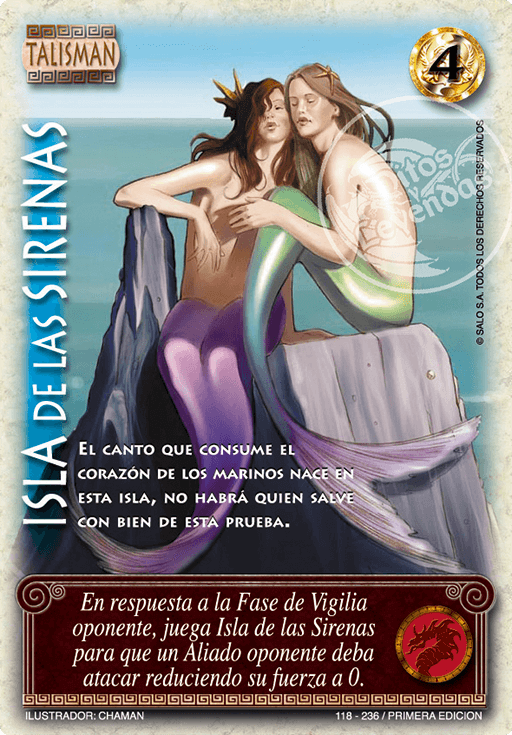 TALISMAN
4
ISLA DE LAS SIRENAS
Mitos y Leyendas
© SALO S.A. TODOS LOS DERECHOS RESERVADOS
EL CANTO QUE CONSUME EL
CORAZÓN DE LOS MARINOS NACE EN
ESTA ISLA, NO HABRÁ QUIEN SALVE
CON BIEN DE ESTA PRUEBA.
En respuesta a la Fase de Vigilia
oponente, juega Isla de las Sirenas
para que un Aliado oponente deba
atacar reduciendo su fuerza a 0.
ILUSTRADOR: CHAMAN
118 - 236 / PRIMERA EDICION